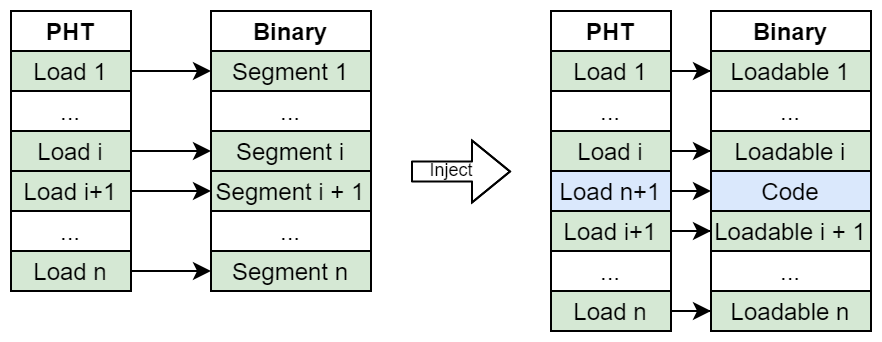 PHT
Load 1
...
Load i
Load i+1
...
Load n
Binary
Segment 1
...
Segment i
Segment i + 1
...
Segment n
Inject
PHT
Load 1
...
Load i
Load n+1
Load i+1
...
Load n
Binary
Loadable 1
...
Loadable i
Code
Loadable i + 1
...
Loadable n